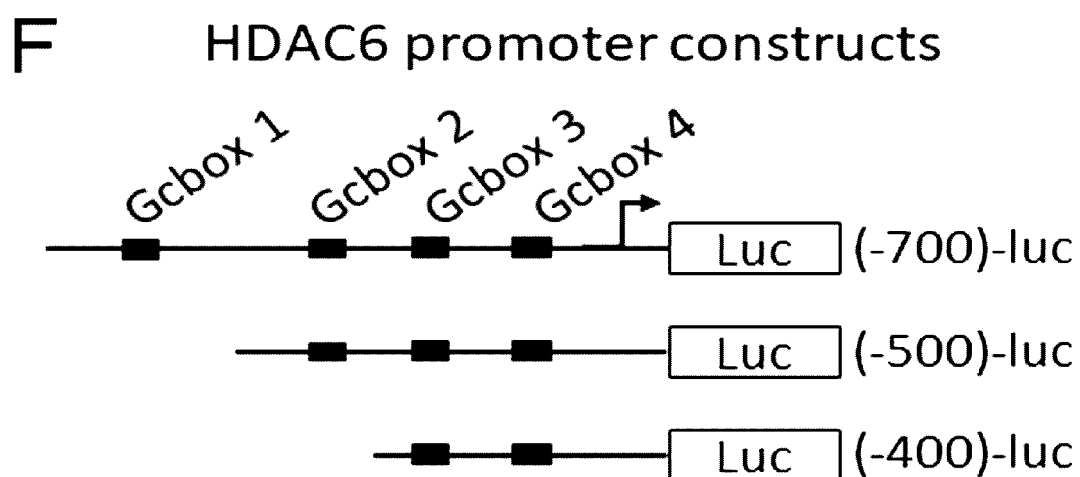 F HDAC6 promoter constructs
Gcbox 1 Gcbox 2 Gcbox 3 Gcbox 4
Luc (-700)-luc
Luc (-500)-luc
Luc (-400)-luc